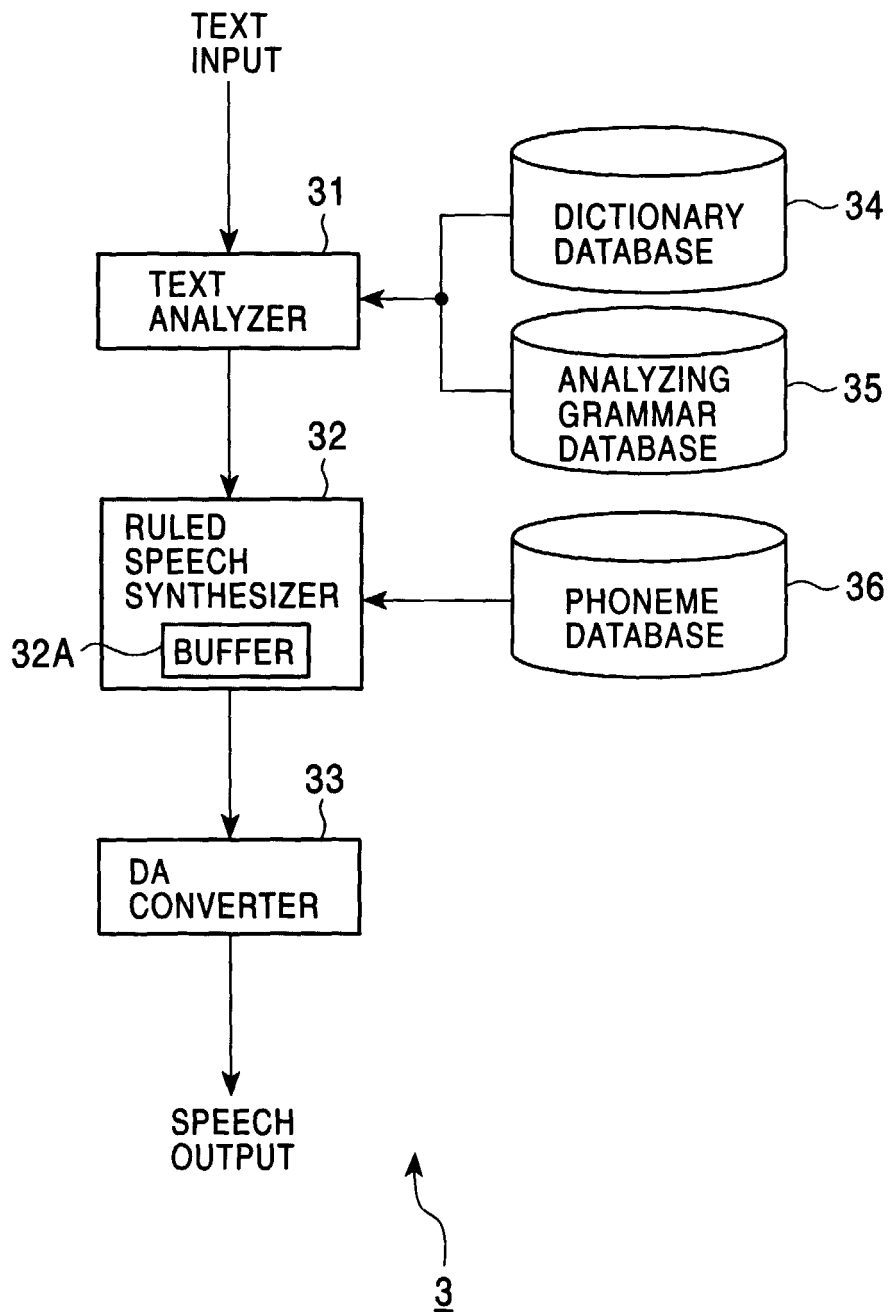 TEXT
INPUT
31
TEXT
ANALYZER
DICTIONARY
DATABASE
34
ANALYZING
GRAMMAR
DATABASE
35
32
RULED
SPEECH
SYNTHESIZER
32A
BUFFER
PHONEME
DATABASE
36
33
DA
CONVERTER
SPEECH
OUTPUT
3